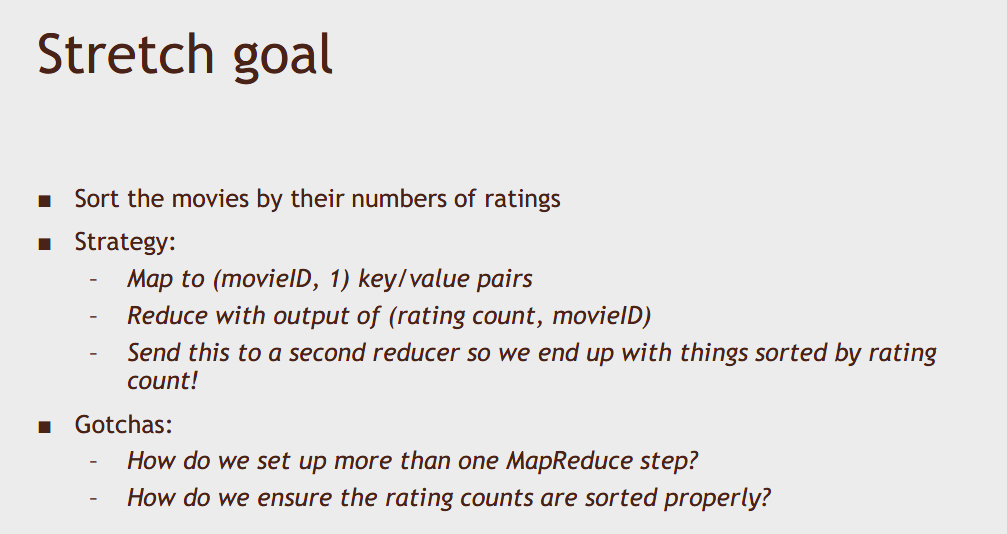 Stretch goal
■ Sort the movies by their numbers of ratings
■ Strategy:
– Map to (movieID, 1) key/value pairs
– Reduce with output of (rating count, movieID)
– Send this to a second reducer so we end up with things sorted by rating
count!
■ Gotchas:
– How do we set up more than one MapReduce step?
– How do we ensure the rating counts are sorted properly?